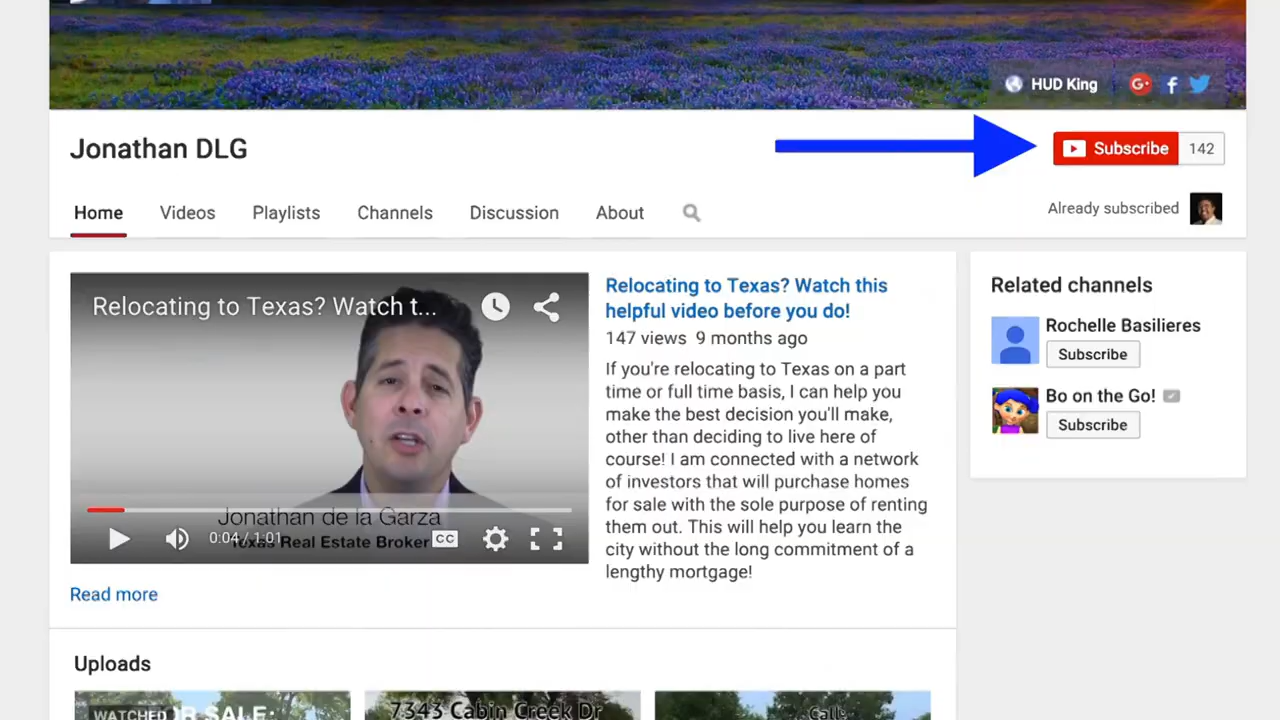 HUD King
Jonathan DLG
Subscribe 142
Home Videos Playlists Channels Discussion About
Already subscribed
Relocating to Texas? Watch t...
Jonathan de la Garza
Texas Real Estate Broker
0:04 / 1:01
CC
Relocating to Texas? Watch this
helpful video before you do!
147 views 9 months ago
If you're relocating to Texas on a part
time or full time basis, I can help you
make the best decision you'll make,
other than deciding to live here of
course! I am connected with a network
of investors that will purchase homes
for sale with the sole purpose of renting
them out. This will help you learn the
city without the long commitment of a
lengthy mortgage!
Read more
Related channels
Rochelle Basilieres
Subscribe
Bo on the Go!
Subscribe
Uploads
WATCHED
R SALE:
7343 Cabin Creek Dr
Call: